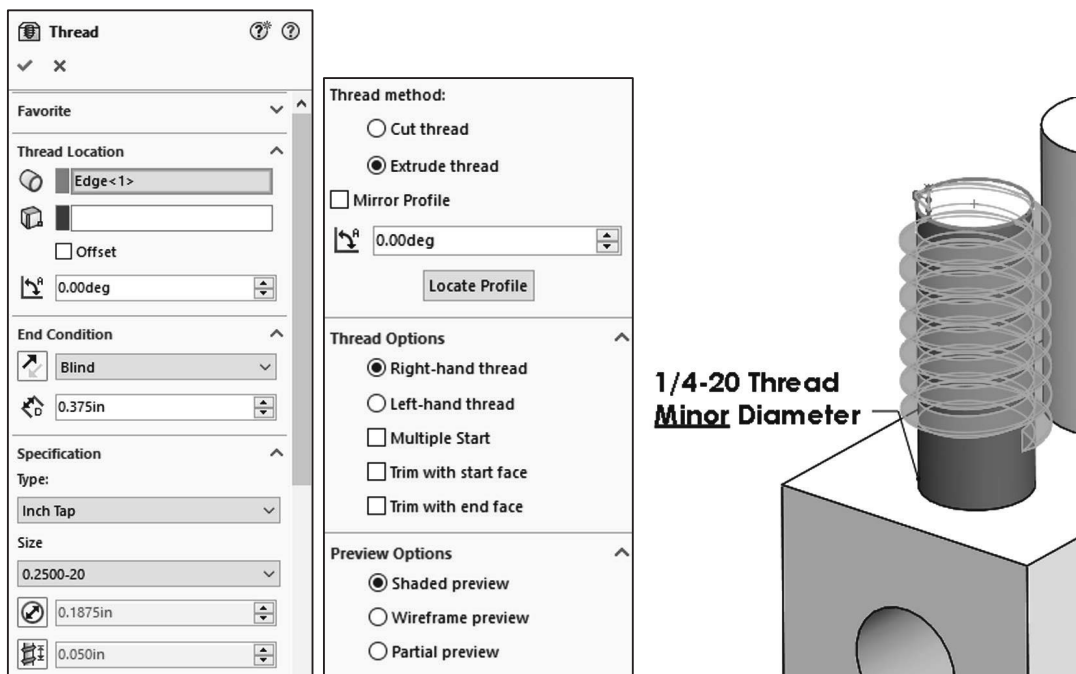 Thread
Favorite
Thread Location
Edge<1>
Offset
0.00deg
End Condition
Blind
0.375in
Specification
Type:
Inch Tap
Size
0.2500-20
0.1875in
0.050in
Thread method:
Cut thread
Extrude thread
Mirror Profile
0.00deg
Locate Profile
Thread Options
Right-hand thread
Left-hand thread
Multiple Start
Trim with start face
Trim with end face
Preview Options
Shaded preview
Wireframe preview
Partial preview
1/4-20 Thread
Minor Diameter